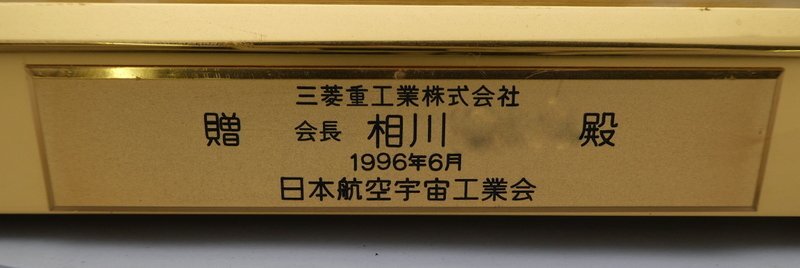 三菱重工業株式会社
贈 会長 相川 殿
1996年6月
日本航空宇宙工業会